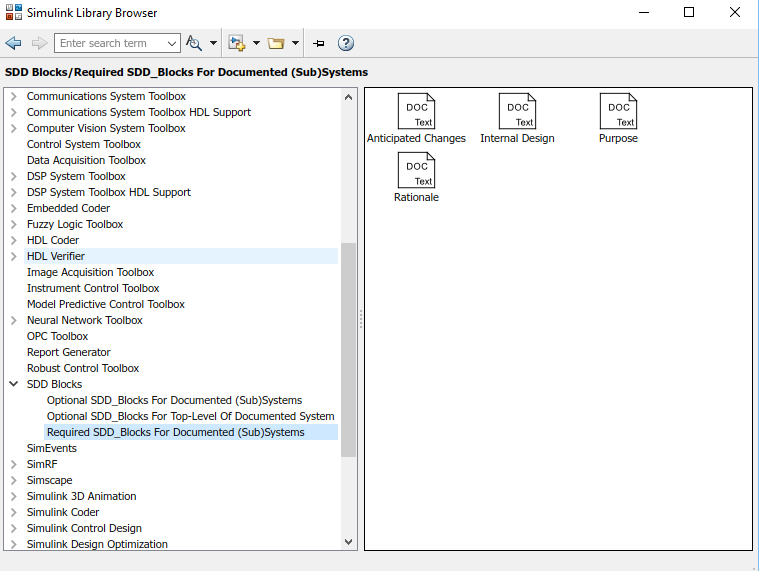 Simulink Library Browser
Enter search term
SDD Blocks/Required SDD_Blocks For Documented (Sub)Systems
Communications System Toolbox
Communications System Toolbox HDL Support
Computer Vision System Toolbox
Control System Toolbox
Data Acquisition Toolbox
DSP System Toolbox
DSP System Toolbox HDL Support
Embedded Coder
Fuzzy Logic Toolbox
HDL Coder
HDL Verifier
Image Acquisition Toolbox
Instrument Control Toolbox
Model Predictive Control Toolbox
Neural Network Toolbox
OPC Toolbox
Report Generator
Robust Control Toolbox
SDD Blocks
Optional SDD_Blocks For Documented (Sub)Systems
Optional SDD_Blocks For Top-Level Of Documented System
Required SDD_Blocks For Documented (Sub)Systems
SimEvents
SimRF
Simscape
Simulink 3D Animation
Simulink Coder
Simulink Control Design
Simulink Design Optimization
DOC DOC DOC
Text Text Text
Anticipated Changes Internal Design Purpose
DOC
Text
Rationale